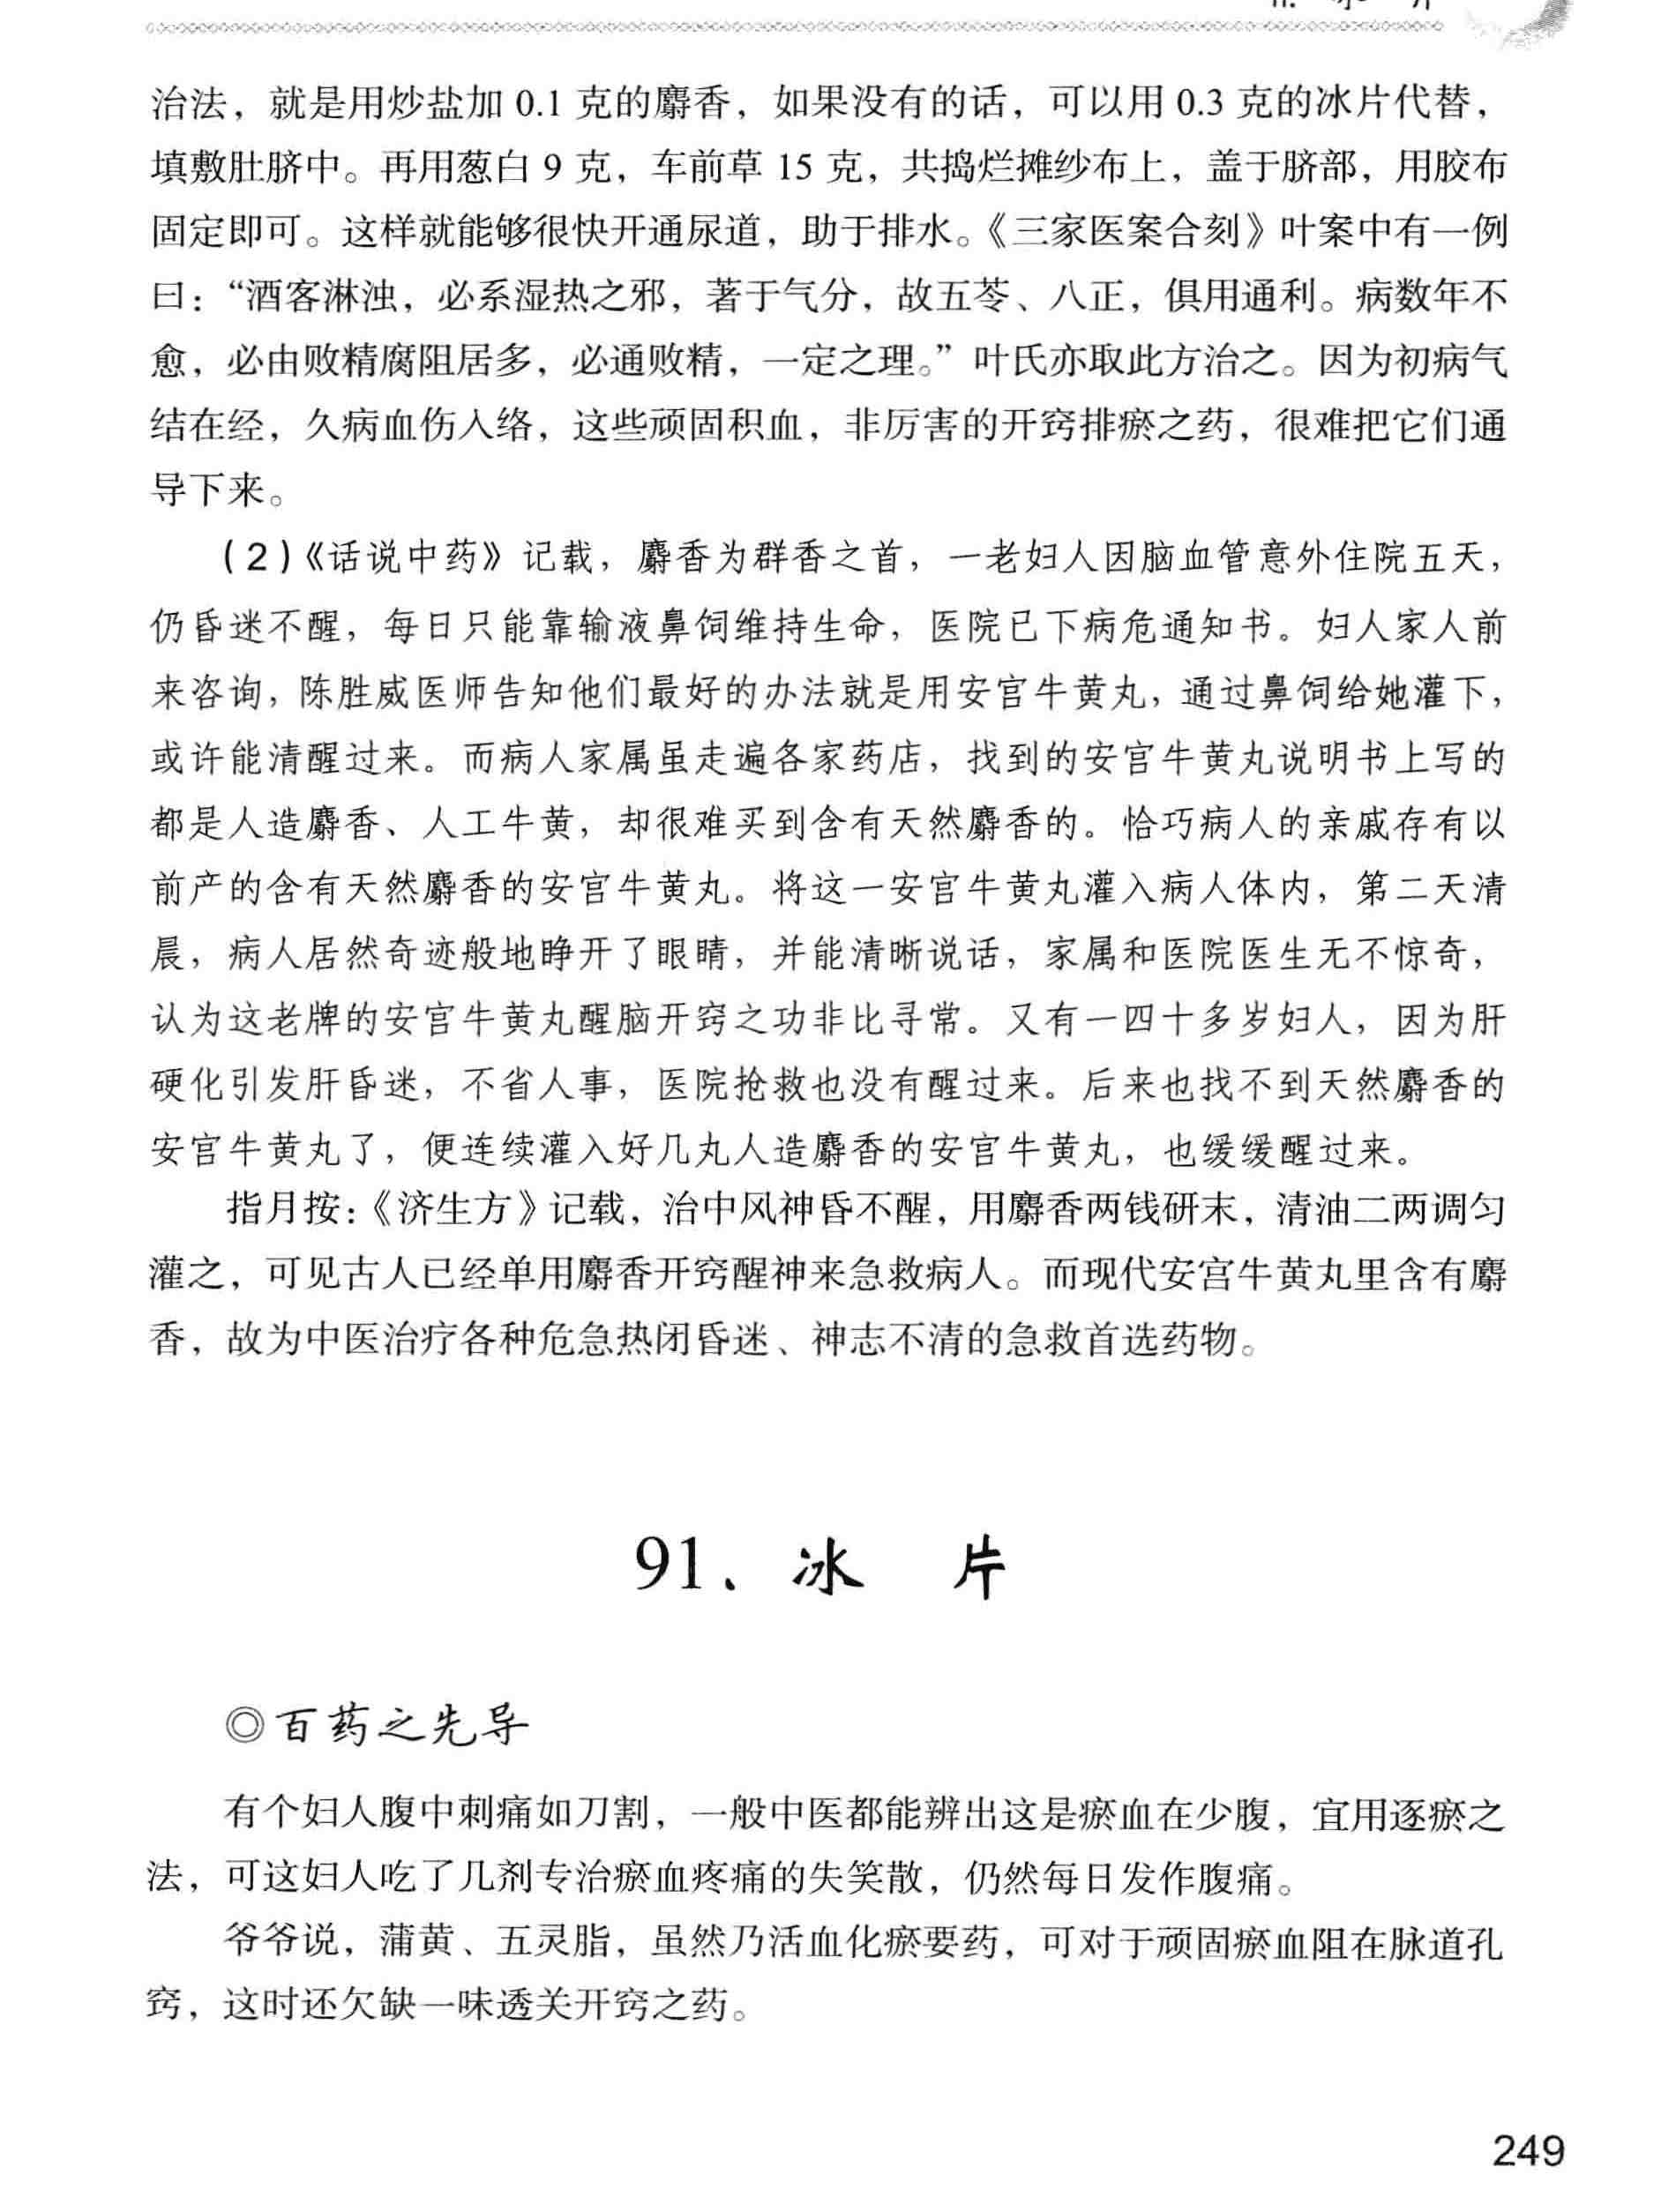 治法，就是用炒盐加 0.1 克的麝香，如果没有的话，可以用 0.3 克的冰片代替，
填敷肚脐中。再用葱白 9 克，车前草 15 克，共捣烂摊纱布上，盖于脐部，用胶布
固定即可。这样就能够很快开通尿道，助于排水。《三家医案合刻》叶案中有一例
曰：“酒客淋浊，必系湿热之邪，著于气分，故五苓、八正，俱用通利。病数年不
愈，必由败精腐阻居多，必通败精，一定之理。”叶氏亦取此方治之。因为初病气
结在经，久病血伤入络，这些顽固积血，非厉害的开窍排瘀之药，很难把它们通
导下来。
(2)《话说中药》记载，麝香为群香之首，一老妇人因脑血管意外住院五天，
仍昏迷不醒，每日只能靠输液鼻饲维持生命，医院已下病危通知书。妇人家人前
来咨询，陈胜威医师告知他们最好的办法就是用安宫牛黄丸，通过鼻饲给她灌下，
或许能清醒过来。而病人家属虽走遍各家药店，找到的安宫牛黄丸说明书上写的
都是人造麝香、人工牛黄，却很难买到含有天然麝香的。恰巧病人的亲戚存有以
前产的含有天然麝香的安宫牛黄丸。将这一安宫牛黄丸灌入病人体内，第二天清
晨，病人居然奇迹般地睁开了眼睛，并能清晰说话，家属和医院医生无不惊奇，
认为这老牌的安宫牛黄丸醒脑开窍之功非比寻常。又有一四十多岁妇人，因为肝
硬化引发肝昏迷，不省人事，医院抢救也没有醒过来。后来也找不到天然麝香的
安宫牛黄丸了，便连续灌入好几丸人造麝香的安宫牛黄丸，也缓缓醒过来。
指月按：《济生方》记载，治中风神昏不醒，用麝香两钱研末，清油二两调匀
灌之，可见古人已经单用麝香开窍醒神来急救病人。而现代安宫牛黄丸里含有麝
香，故为中医治疗各种危急热闭昏迷、神志不清的急救首选药物。
91、冰 片
◎百药之先导
有个妇人腹中刺痛如刀割，一般中医都能辨出这是瘀血在少腹，宜用逐瘀之
法，可这妇人吃了几剂专治瘀血疼痛的失笑散，仍然每日发作腹痛。
爷爷说，蒲黄、五灵脂，虽然乃活血化瘀要药，可对于顽固瘀血阻在脉道孔
窍，这时还欠缺一味透关开窍之药。
249